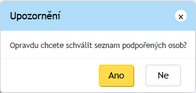 Upozornění
Opravdu chcete schválit seznam podpořených osob?
Ano
Ne